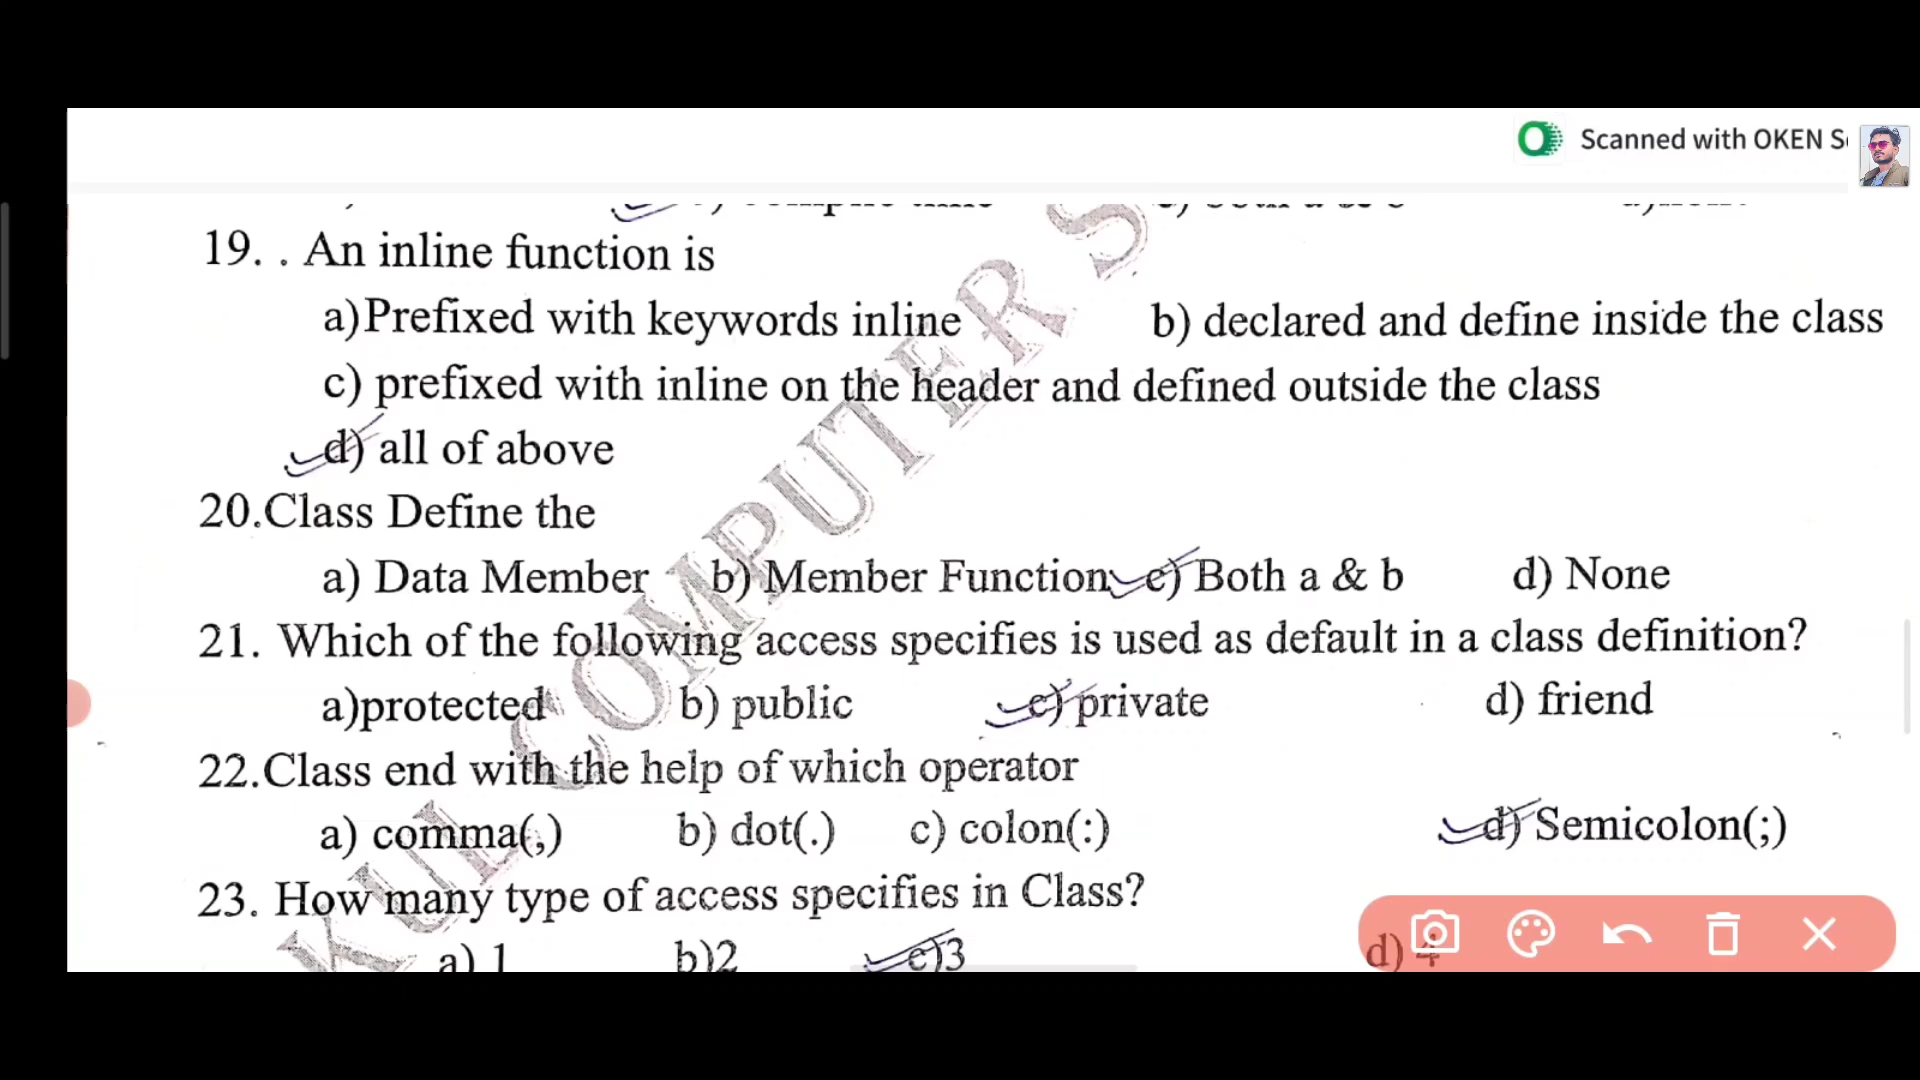 Scanned with OKEN S
19. . An inline function is
a)Prefixed with keywords inline b) declared and define inside the class
c) prefixed with inline on the header and defined outside the class
d) all of above
20.Class Define the
a) Data Member b) Member Function c) Both a & b d) None
21. Which of the following access specifies is used as default in a class definition?
a)protected b) public c) private d) friend
22.Class end with the help of which operator
a) comma(,) b) dot(.) c) colon(:) d) Semicolon(;)
23. How many type of access specifies in Class?
a) 1 b)2 c)3 d) 4
KUL COMPUTER S